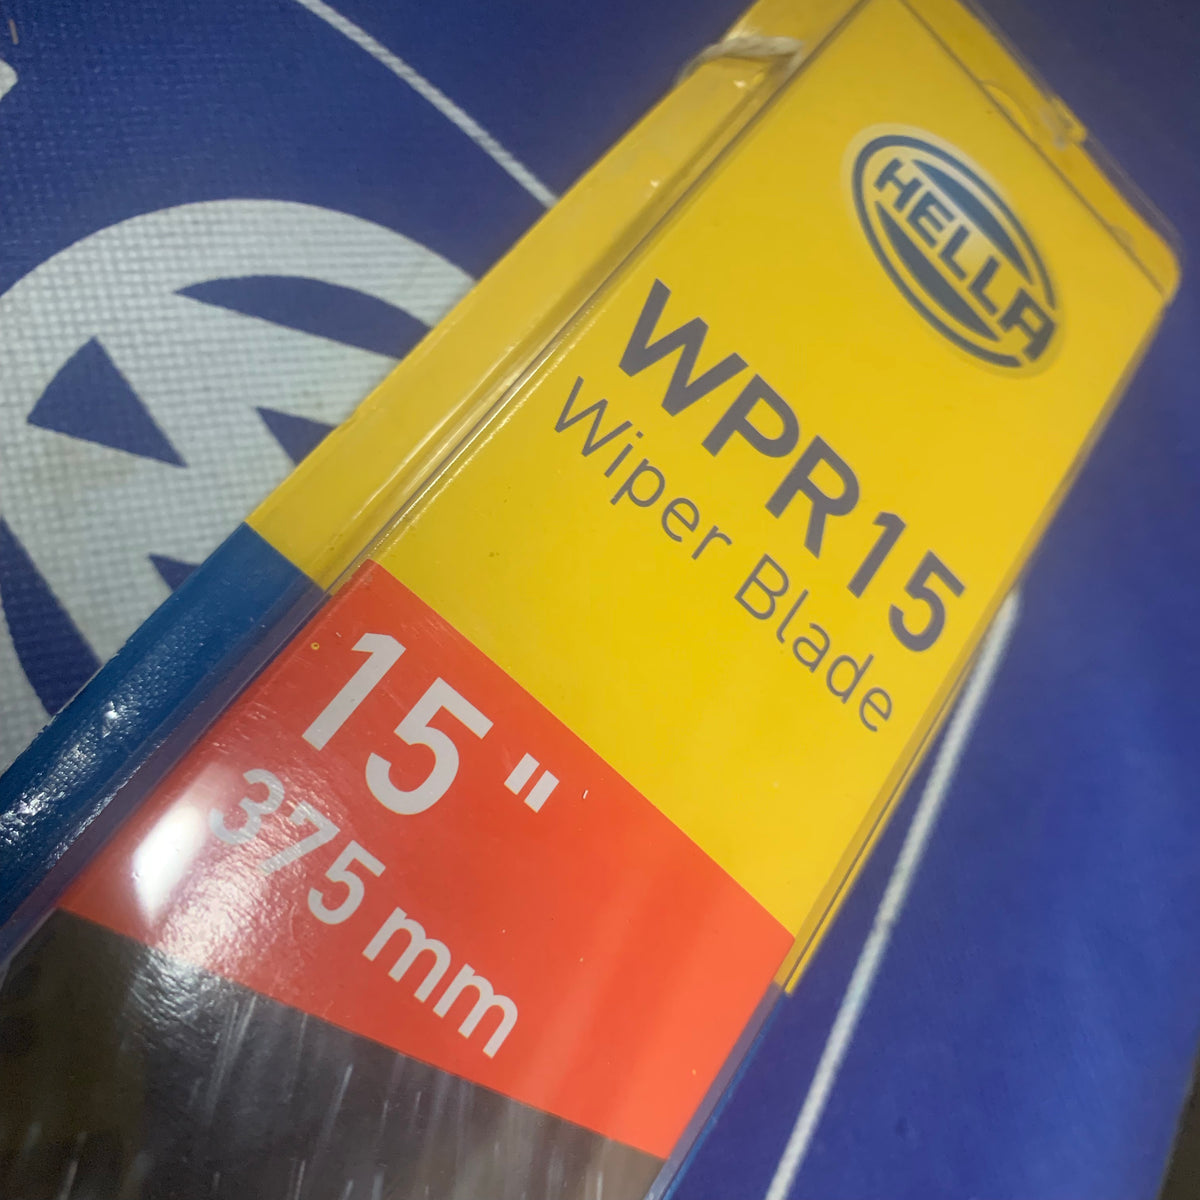 HELLA
WPR15
Wiper Blade
15"
375 mm